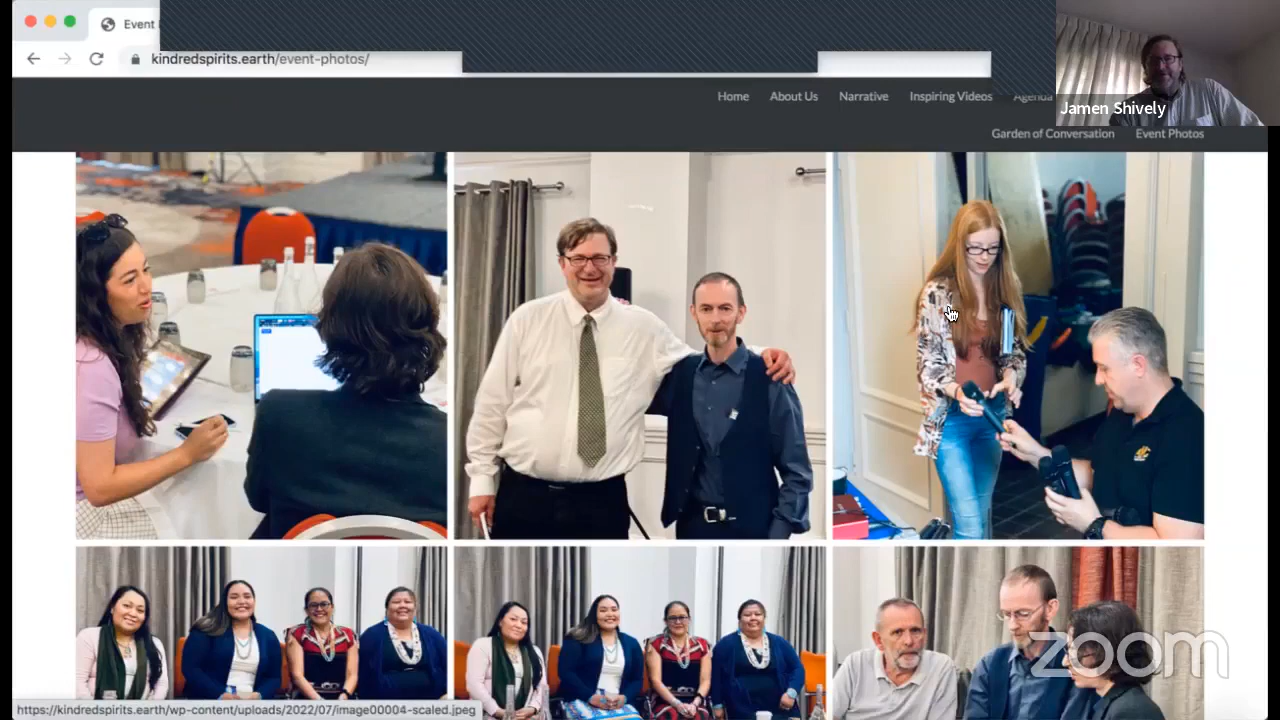 Event
kindredspirits.earth/event-photos/
Home About Us Narrative Inspiring Videos Agenda
Garden of Conversation Event Photos
Jamen Shively
zoom
https://kindredspirits.earth/wp-content/uploads/2022/07/image00004-scaled.jpeg